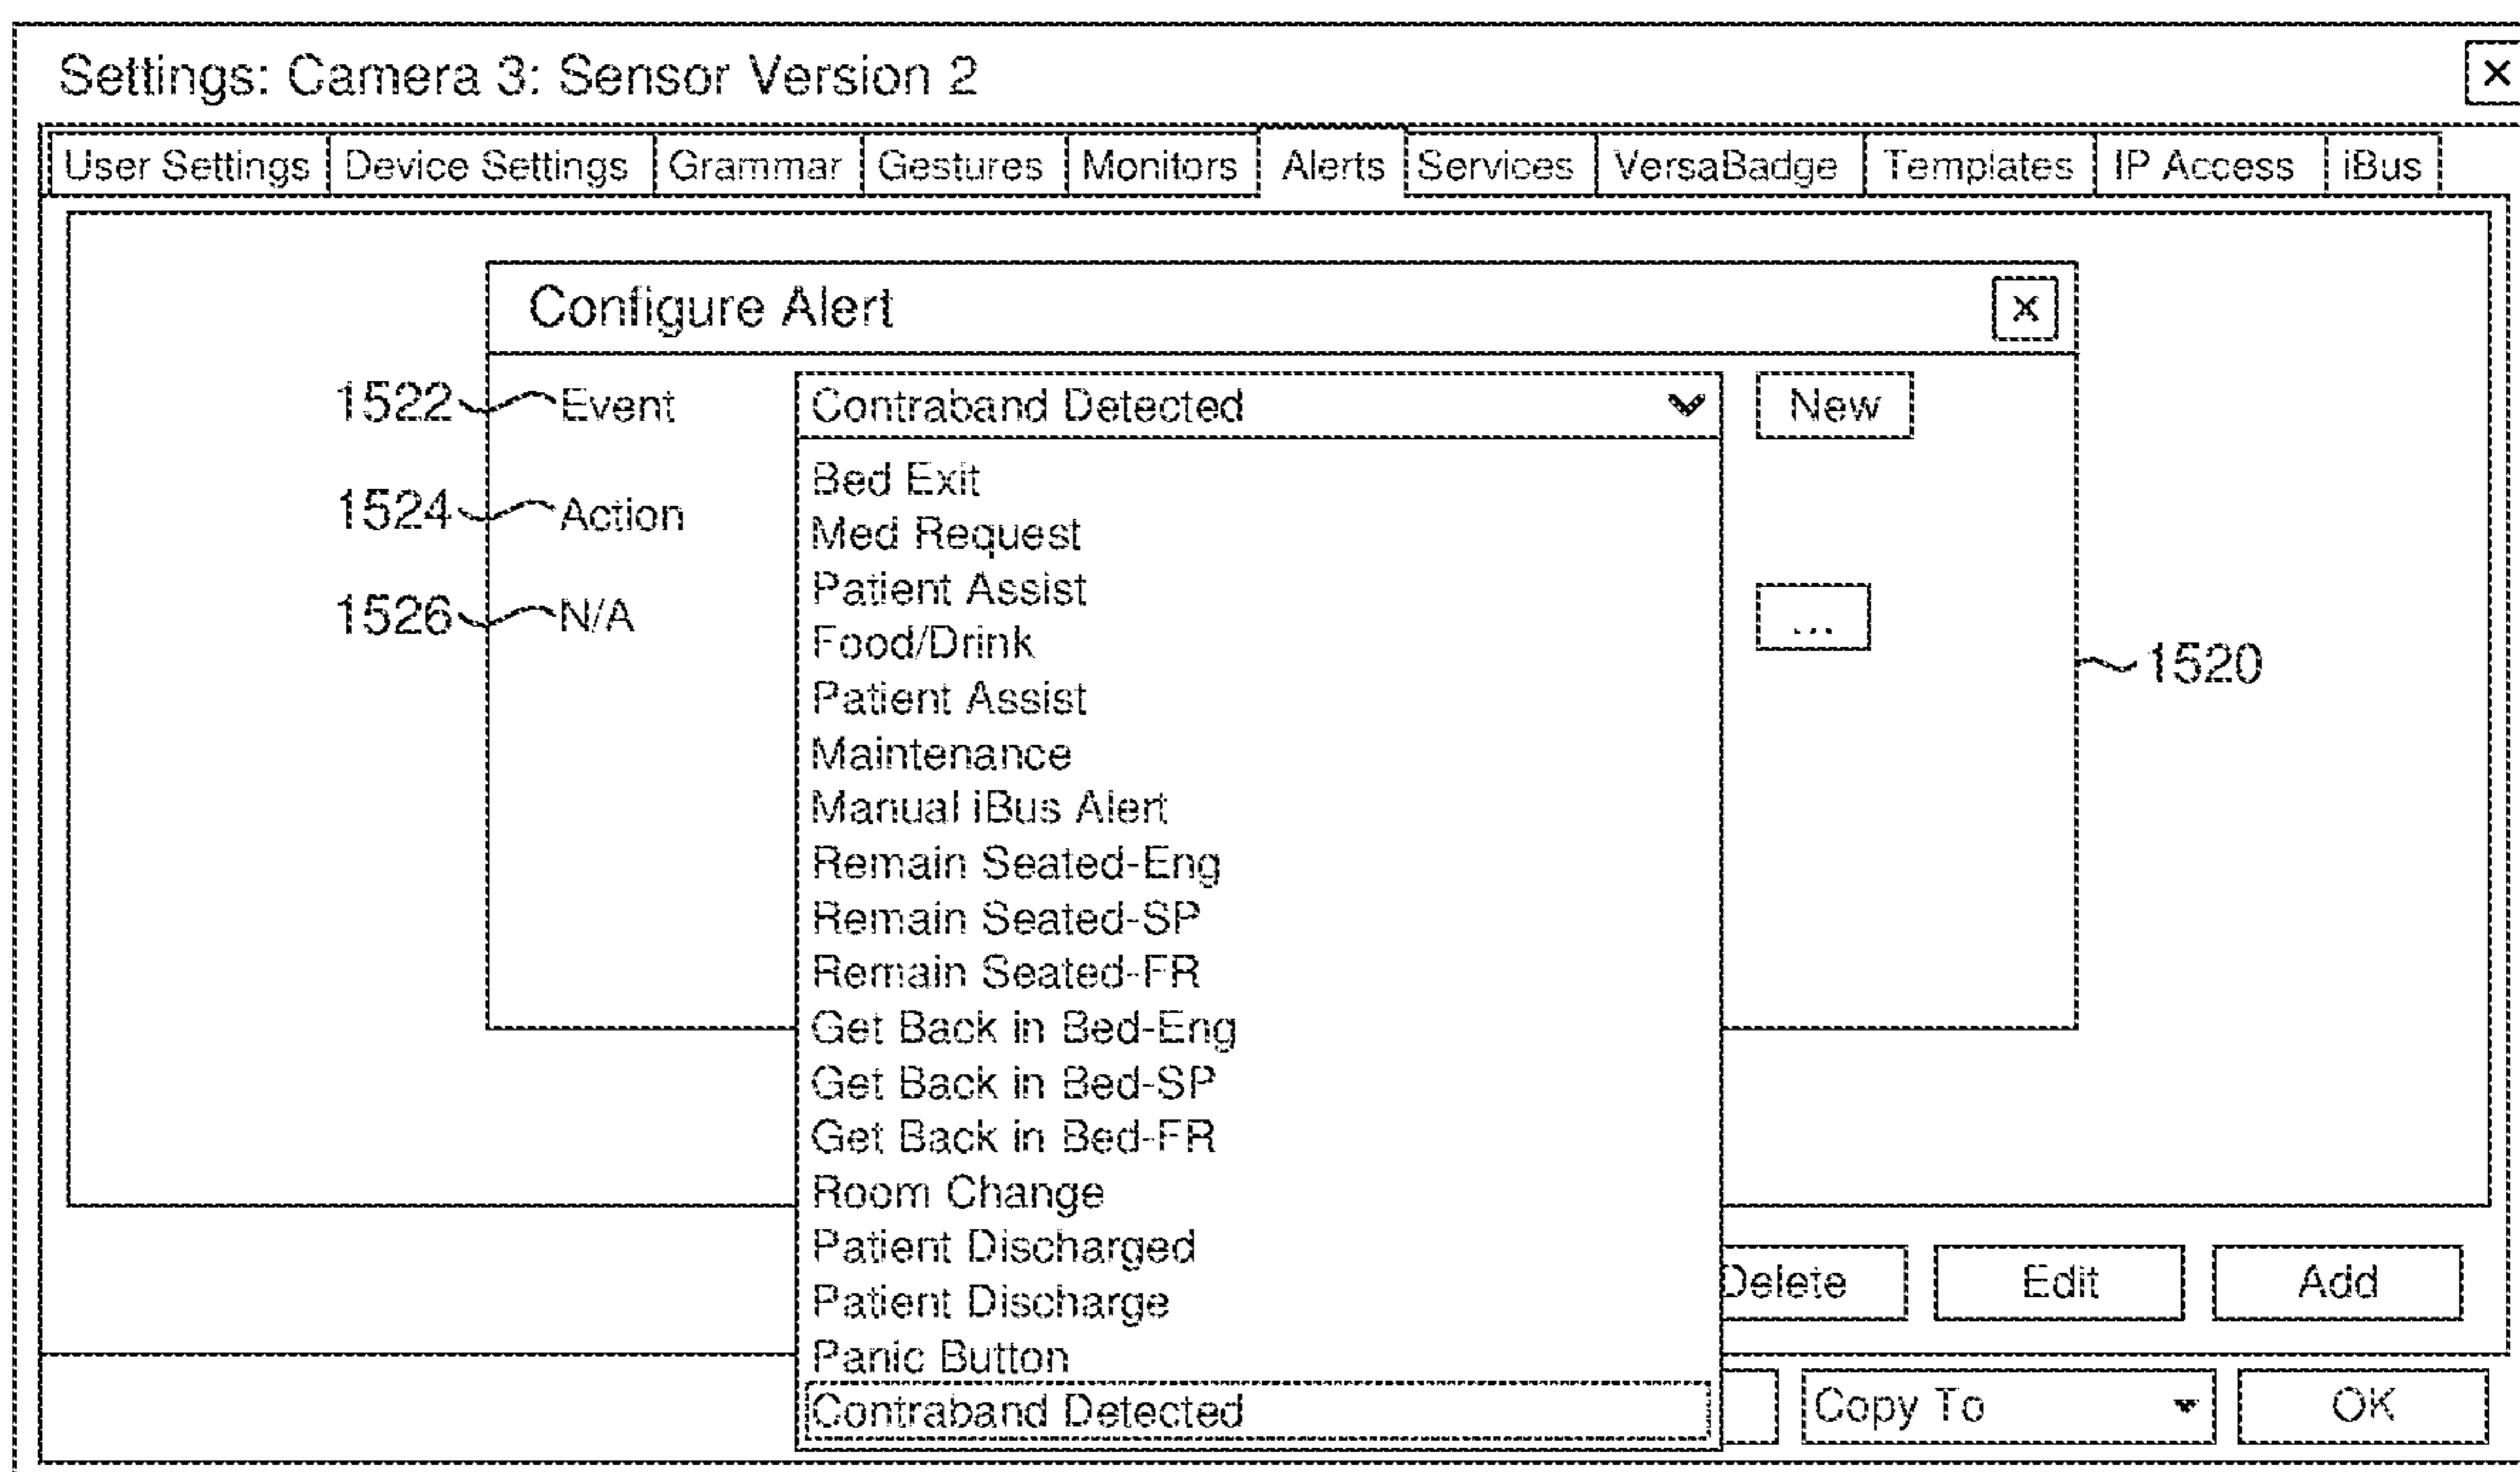 Settings: Camera 3: Sensor Version 2 ×
User Settings Device Settings Grammar Gestures Monitors Alerts Services VersaBadge Templates IP Access iBus
Configure Alert ×
1522 Event Contraband Detected New
Bed Exit
1524 Action Med Request
Patient Assist
1526 N/A Food/Drink ...
1520
Patient Assist
Maintenance
Manual iBus Alert
Remain Seated-Eng
Remain Seated-SP
Remain Seated-FR
Get Back in Bed-Eng
Get Back in Bed-SP
Get Back in Bed-FR
Room Change
Patient Discharged
Delete Edit Add
Patient Discharge
Panic Button
Contraband Detected Copy To OK